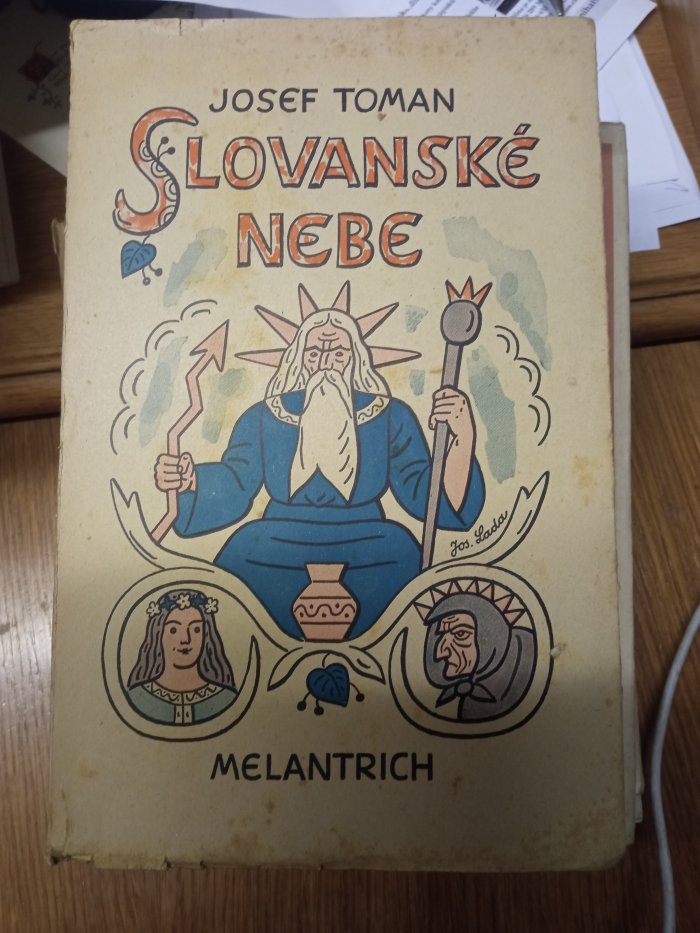 JOSEF TOMAN
SLOVANSKÉ
NEBE
Jos. Lada
MELANTRICH